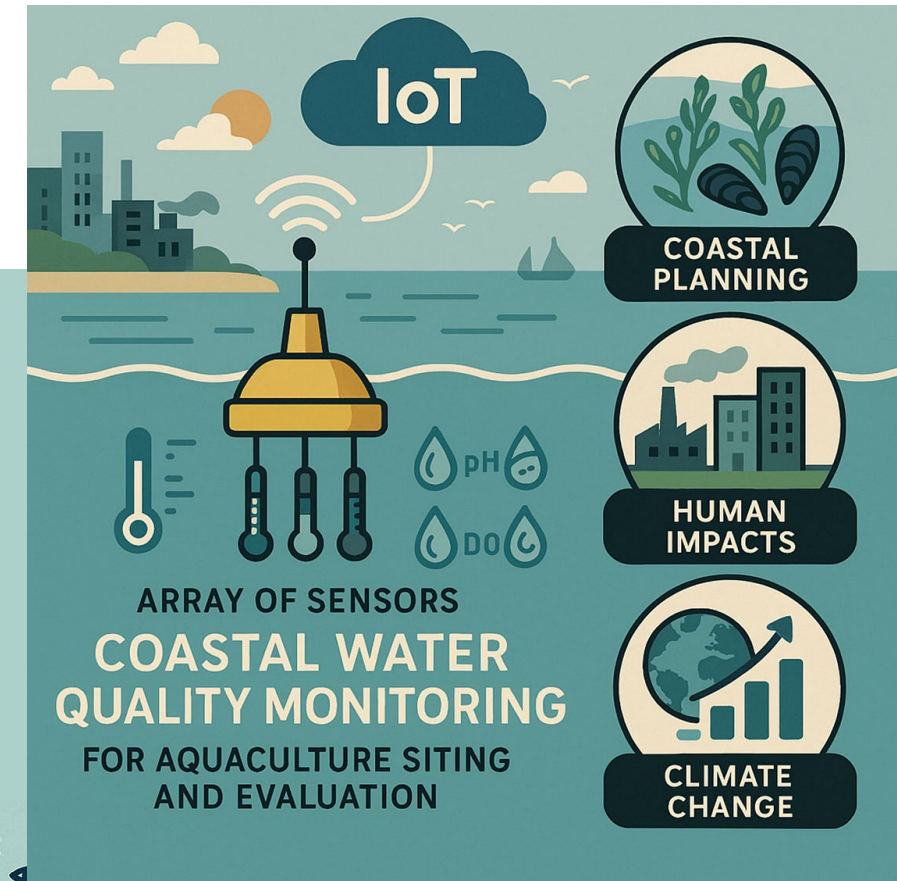 IoT
COASTAL
PLANNING
pH
DO
HUMAN
IMPACTS
ARRAY OF SENSORS
COASTAL WATER
QUALITY MONITORING
FOR AQUACULTURE SITING
AND EVALUATION
CLIMATE
CHANGE